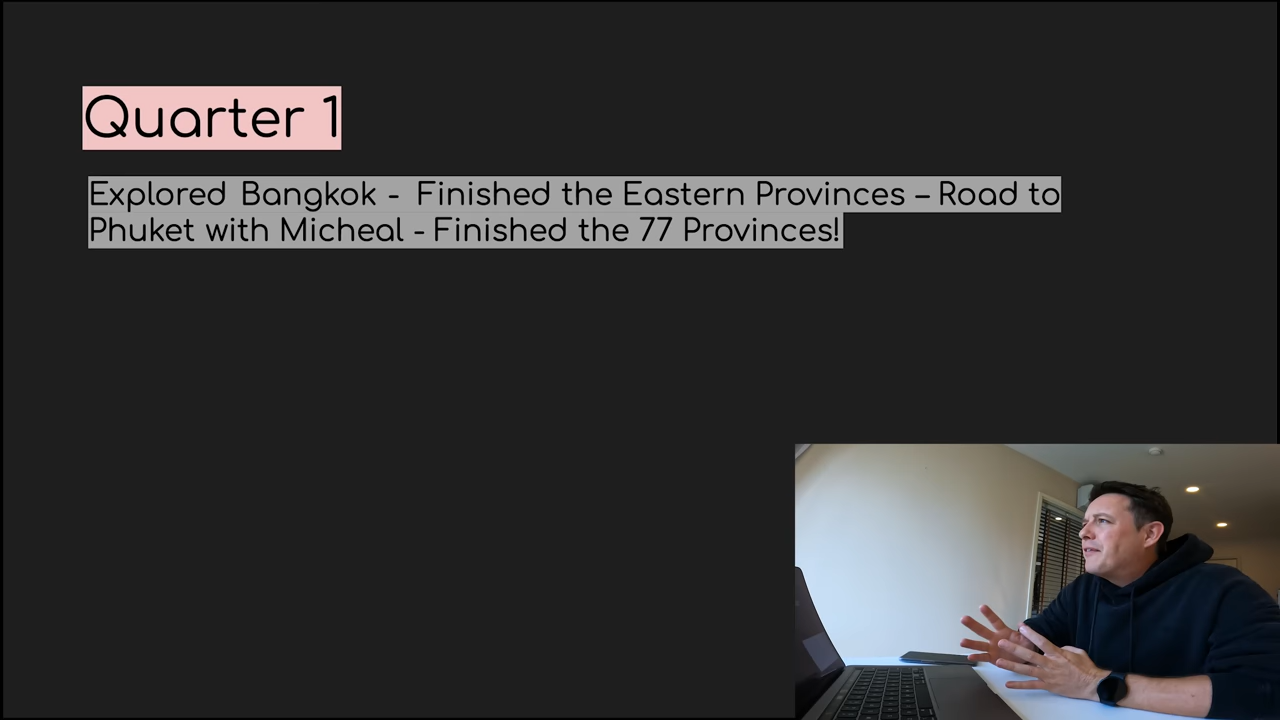 Quarter 1
Explored Bangkok - Finished the Eastern Provinces – Road to
Phuket with Micheal - Finished the 77 Provinces!